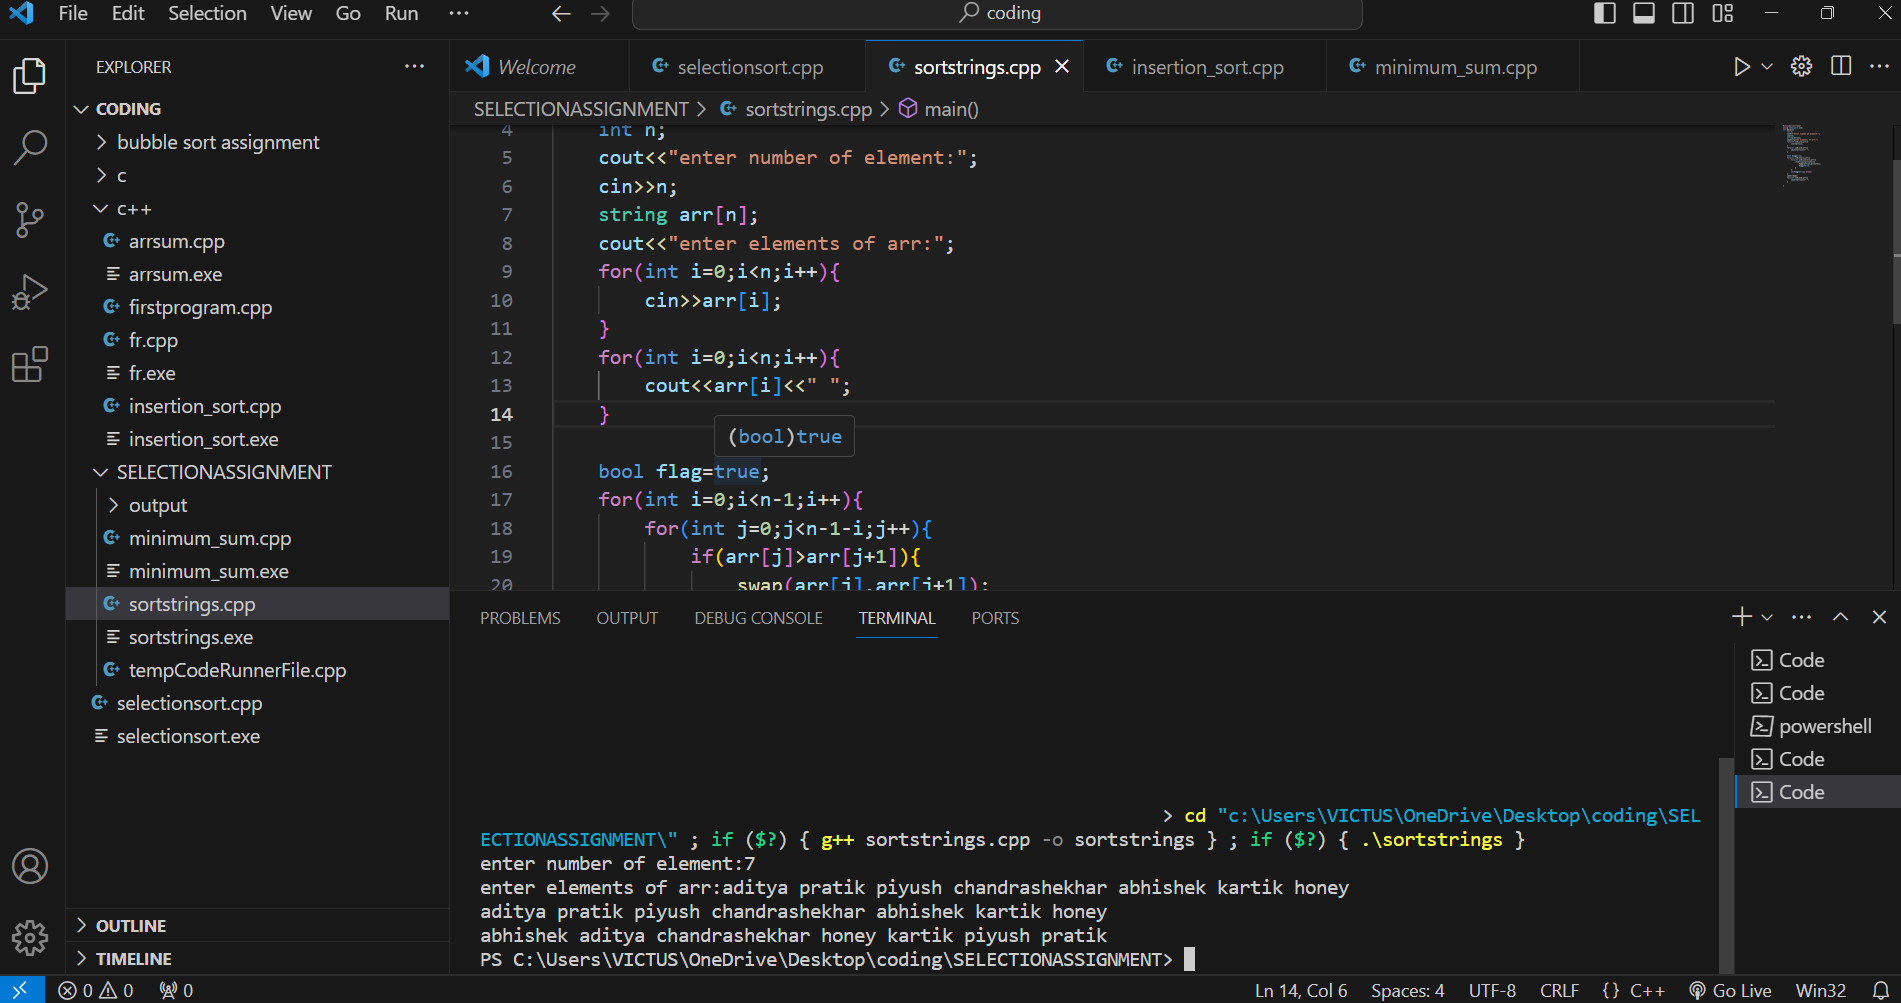 File Edit Selection View Go Run ···
coding
EXPLORER ···
CODING
bubble sort assignment
c
c++
arrsum.cpp
arrsum.exe
firstprogram.cpp
fr.cpp
fr.exe
insertion_sort.cpp
insertion_sort.exe
SELECTIONASSIGNMENT
output
minimum_sum.cpp
minimum_sum.exe
sortstrings.cpp
sortstrings.exe
tempCodeRunnerFile.cpp
selectionsort.cpp
selectionsort.exe
OUTLINE
TIMELINE
Welcome selectionsort.cpp sortstrings.cpp insertion_sort.cpp minimum_sum.cpp
SELECTIONASSIGNMENT > sortstrings.cpp > main()
4 int n;
5 cout<<"enter number of element:";
6 cin>>n;
7 string arr[n];
8 cout<<"enter elements of arr:";
9 for(int i=0;i<n;i++){
10 cin>>arr[i];
11 }
12 for(int i=0;i<n;i++){
13 cout<<arr[i]<<" ";
14 }
(bool)true
15
16 bool flag=true;
17 for(int i=0;i<n-1;i++){
18 for(int j=0;j<n-1-i;j++){
19 if(arr[j]>arr[j+1]){
20 swap(arr[j],arr[j+1]);
PROBLEMS OUTPUT DEBUG CONSOLE TERMINAL PORTS
> cd "c:\Users\VICTUS\OneDrive\Desktop\coding\SEL
ECTIONASSIGNMENT\" ; if ($?) { g++ sortstrings.cpp -o sortstrings } ; if ($?) { .\sortstrings }
enter number of element:7
enter elements of arr:aditya pratik piyush chandrashekhar abhishek kartik honey
aditya pratik piyush chandrashekhar abhishek kartik honey
abhishek aditya chandrashekhar honey kartik piyush pratik
PS C:\Users\VICTUS\OneDrive\Desktop\coding\SELECTIONASSIGNMENT>
Code
Code
powershell
Code
Code
0 0 0 Ln 14, Col 6 Spaces: 4 UTF-8 CRLF {} C++ Go Live Win32